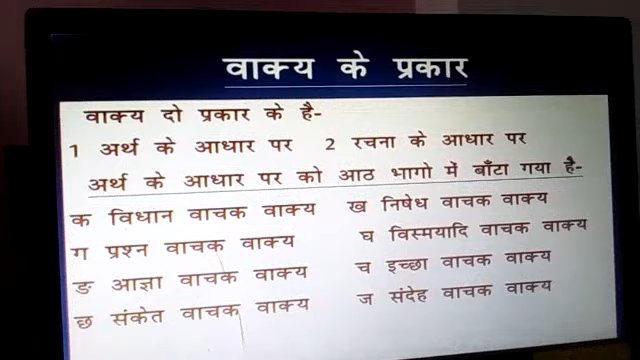 वाक्य के प्रकार
वाक्य दो प्रकार के है-
1 अर्थ के आधार पर 2 रचना के आधार पर
अर्थ के आधार पर को आठ भागो में बाँटा गया है-
क विधान वाचक वाक्य ख निषेध वाचक वाक्य
ग प्रश्न वाचक वाक्य घ विस्मयादि वाचक वाक्य
ङ आज्ञा वाचक वाक्य च इच्छा वाचक वाक्य
छ संकेत वाचक वाक्य ज संदेह वाचक वाक्य